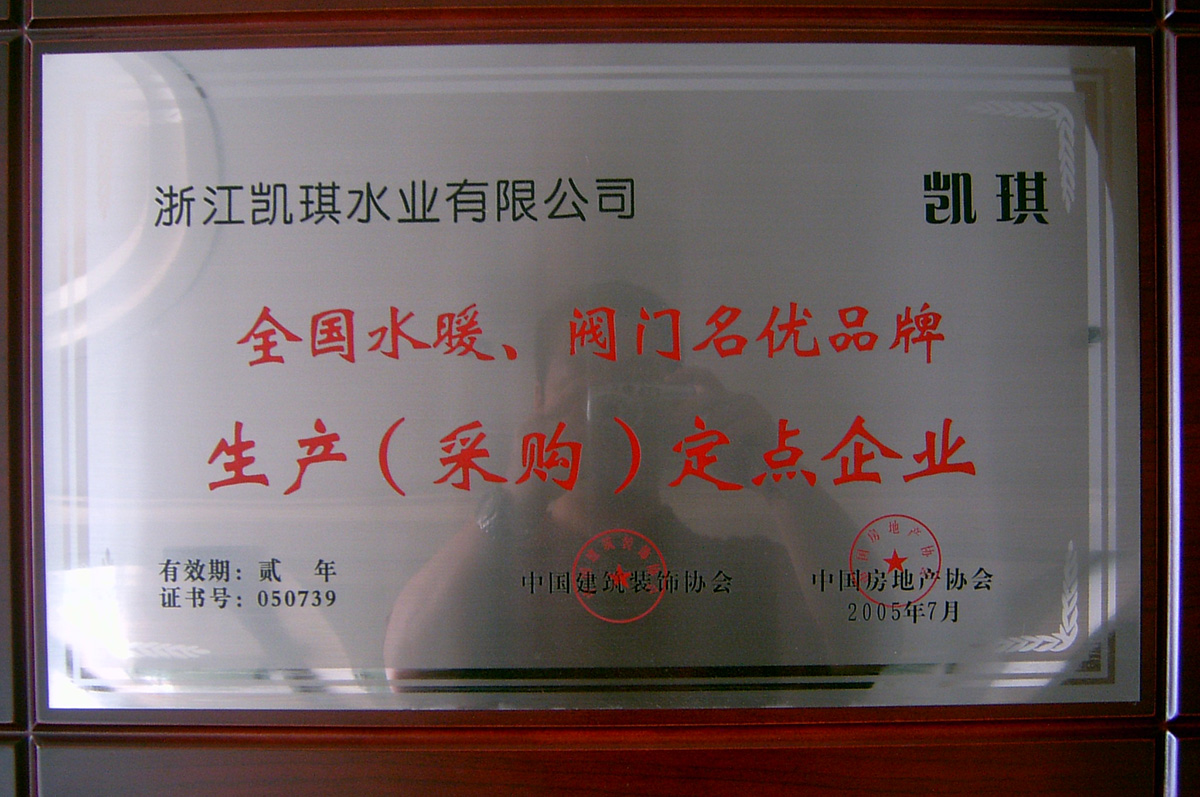 浙江凯琪水业有限公司 凯琪
全国水暖、阀门名优品牌
生产(采购)定点企业
有效期：贰 年
证书号：050739
中国建筑装饰协会
中国房地产协会
2005年7月